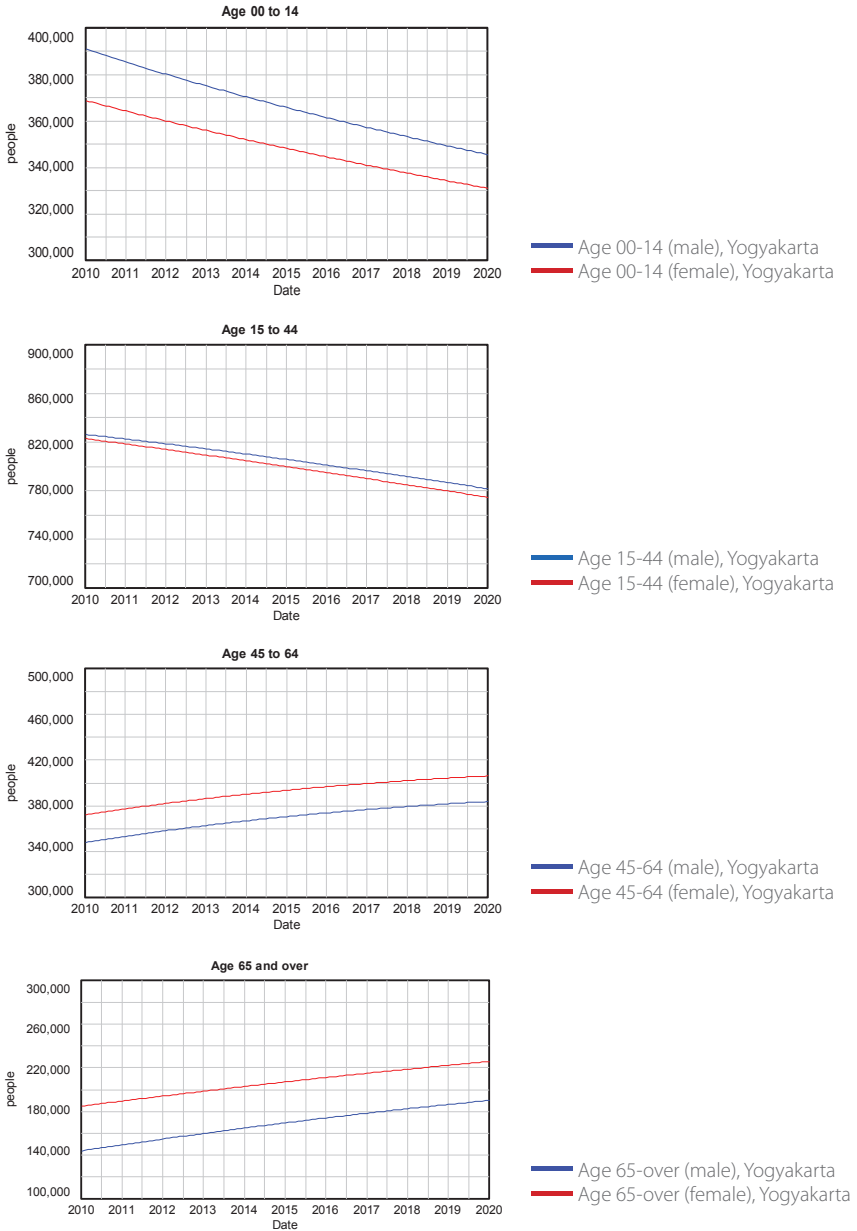 Age 00 to 14
400,000
380,000
360,000
340,000
320,000
300,000
people
2010 2011 2012 2013 2014 2015 2016 2017 2018 2019 2020
Date
Age 00-14 (male), Yogyakarta
Age 00-14 (female), Yogyakarta
Age 15 to 44
900,000
860,000
820,000
780,000
740,000
700,000
people
2010 2011 2012 2013 2014 2015 2016 2017 2018 2019 2020
Date
Age 15-44 (male), Yogyakarta
Age 15-44 (female), Yogyakarta
Age 45 to 64
500,000
460,000
420,000
380,000
340,000
300,000
people
2010 2011 2012 2013 2014 2015 2016 2017 2018 2019 2020
Date
Age 45-64 (male), Yogyakarta
Age 45-64 (female), Yogyakarta
Age 65 and over
300,000
260,000
220,000
180,000
140,000
100,000
people
2010 2011 2012 2013 2014 2015 2016 2017 2018 2019 2020
Date
Age 65-over (male), Yogyakarta
Age 65-over (female), Yogyakarta